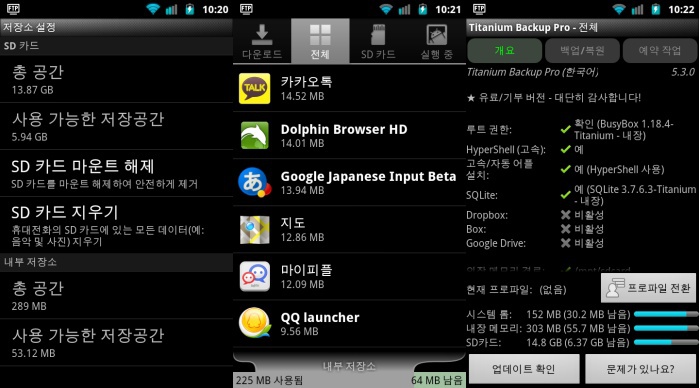 FTP
10:20
저장소 설정
SD 카드
총 공간
13.87 GB
사용 가능한 저장공간
5.94 GB
SD 카드 마운트 해제
SD 카드를 마운트 해제하여 안전하게 제거
SD 카드 지우기
휴대전화의 SD 카드에 있는 모든 데이터(예:
음악 및 사진) 지우기
내부 저장소
총 공간
289 MB
사용 가능한 저장공간
53.12 MB
FTP
10:21
다운로드
전체
SD 카드
실행 중
TALK
카카오톡
14.52 MB
Dolphin Browser HD
14.01 MB
あ
Google Japanese Input Beta
13.94 MB
지도
12.86 MB
마이피플
12.09 MB
QQ launcher
9.56 MB
내부 저장소
225 MB 사용됨
64 MB 남음
FTP
10:22
Titanium Backup Pro - 전체
개요
백업/복원
예약 작업
Titanium Backup Pro (한국어)
5.3.0
★ 유료/기부 버전 - 대단히 감사합니다!
루트 권한:
확인 (BusyBox 1.18.4-
Titanium - 내장)
HyperShell (고속):
예
고속/자동 어플
설치:
예 (HyperShell 사용)
SQLite:
예 (SQLite 3.7.6.3-Titanium
- 내장)
Dropbox:
비활성
Box:
비활성
Google Drive:
비활성
현재 프로파일:
(없음)
프로파일 전환
시스템 롬:
152 MB (30.2 MB 남음)
내장 메모리:
303 MB (55.7 MB 남음)
SD카드:
14.8 GB (6.37 GB 남음)
업데이트 확인
문제가 있나요?